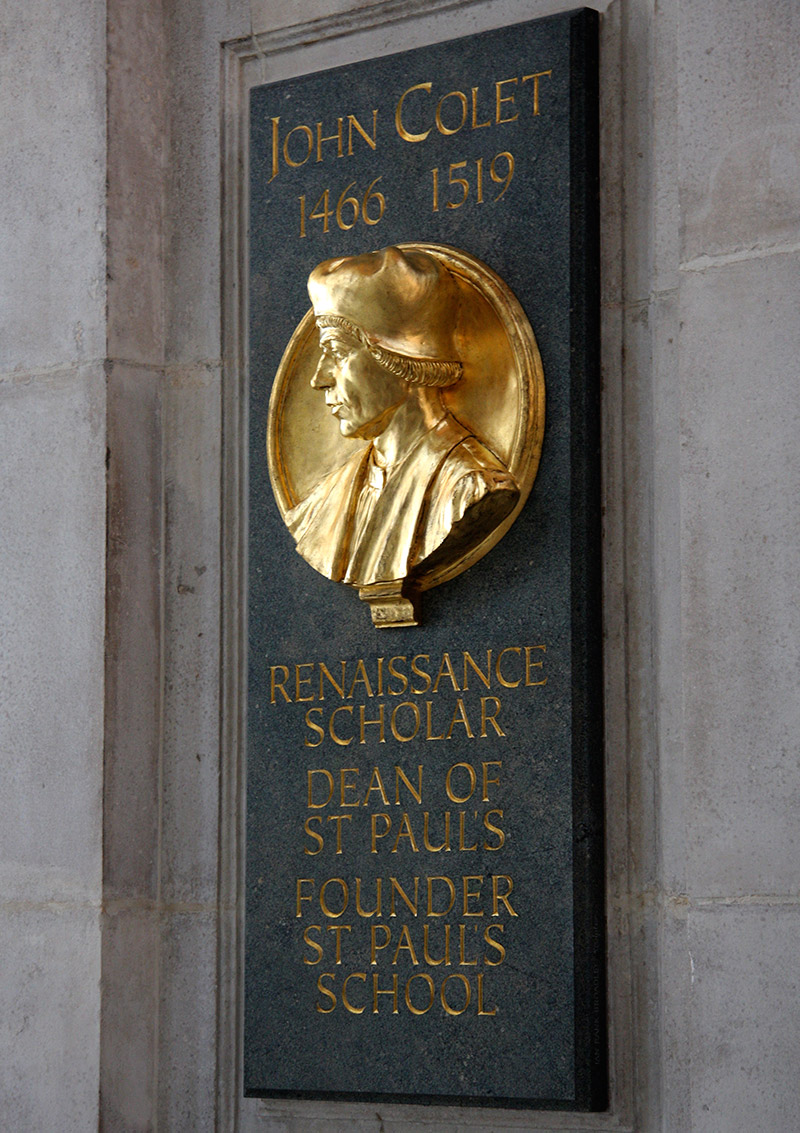 JOHN COLET
1466 1519
RENAISSANCE
SCHOLAR
DEAN OF
ST PAUL'S
FOUNDER
ST PAUL'S
SCHOOL